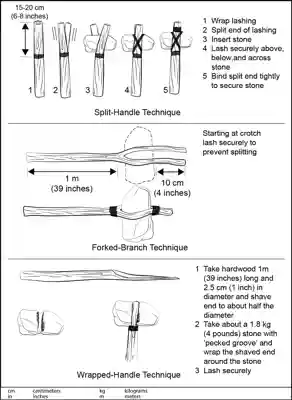 15-20 cm
(6-8 inches)
1
2
3
4
5
1 Wrap lashing
2 Split end of lashing
3 Insert stone
4 Lash securely above,
below,and across
stone
5 Bind split end tightly
to secure stone
Split-Handle Technique
Starting at crotch
lash securely to
prevent splitting
1 m
(39 inches)
10 cm
(4 inches)
Forked-Branch Technique
1 Take hardwood 1m
(39 inches) long and
2.5 cm (1 inch) in
diameter and shave
end to about half the
diameter
2 Take about a 1.8 kg
(4 pounds) stone with
'pecked groove' and
wrap the shaved end
around the stone
3 Lash securely
Wrapped-Handle Technique
cm centimeters kg kilograms
in inches m meters